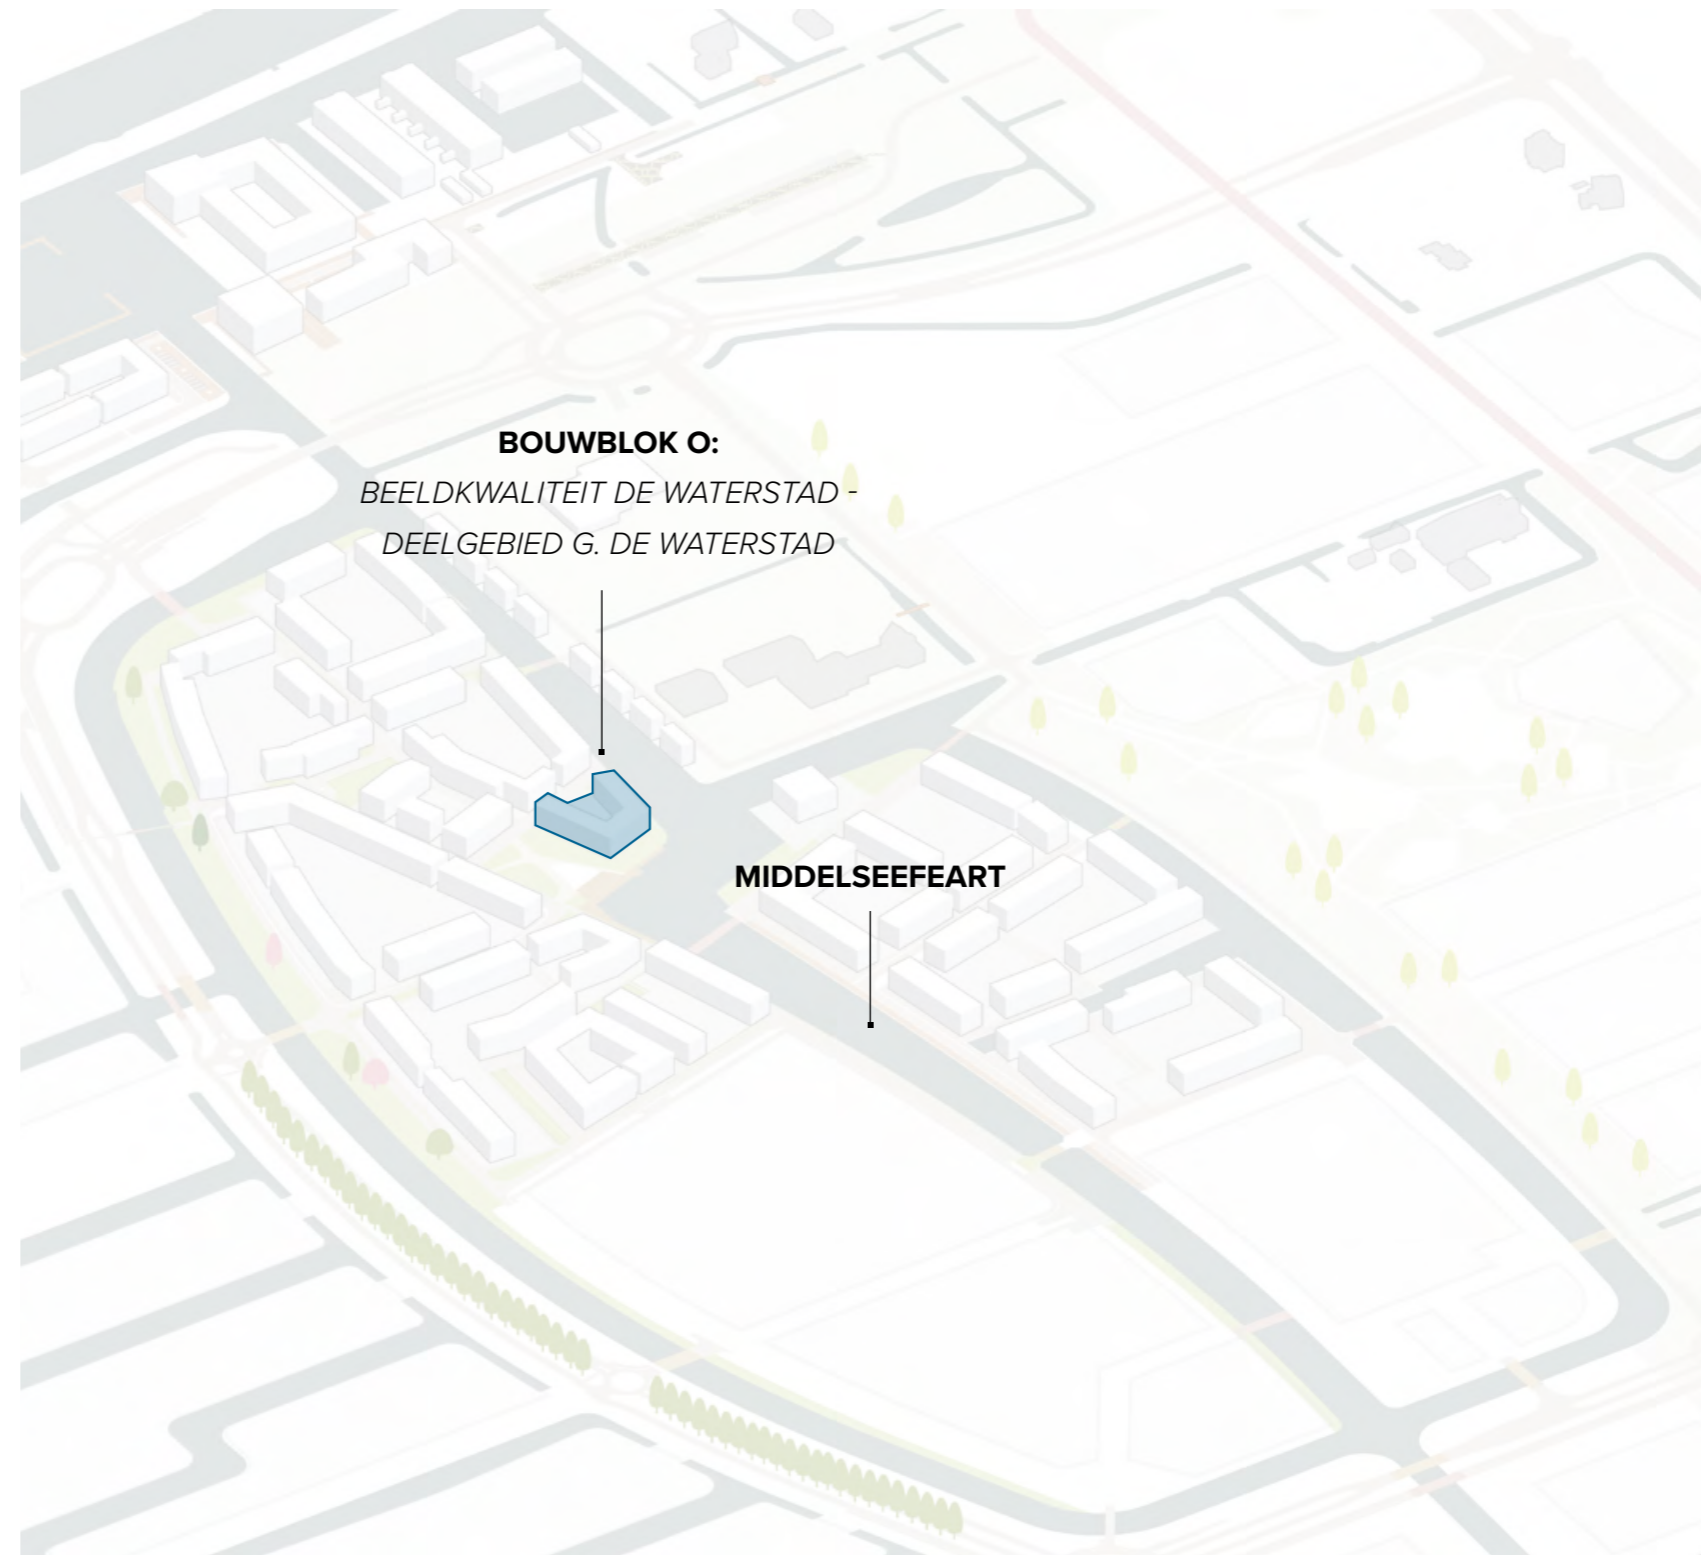 BOUWBLOK O:
BEELDKWALITEIT DE WATERSTAD -
DEELGEBIED G. DE WATERSTAD
MIDDELSEEFEART